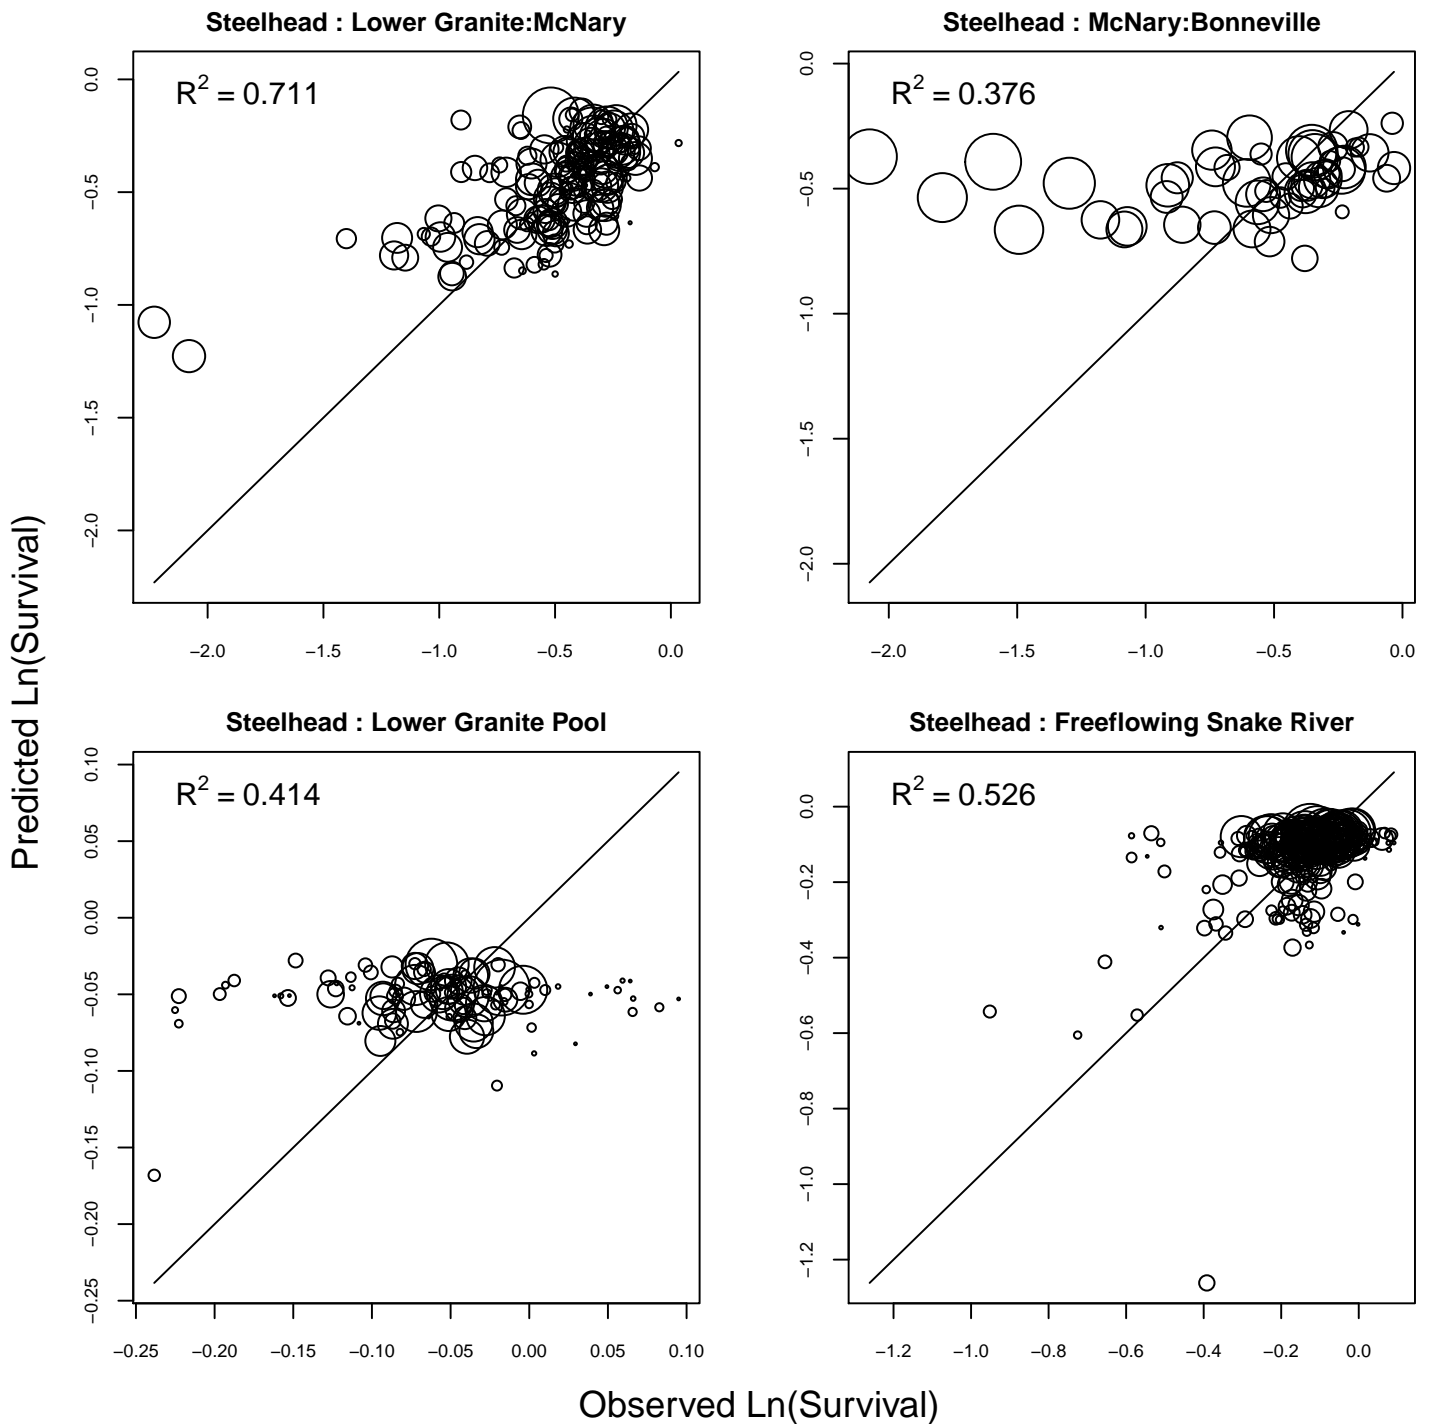 Steelhead : Lower Granite:McNary
R² = 0.711
0.0
−0.5
−1.0
−1.5
−2.0
−2.0 −1.5 −1.0 −0.5 0.0
Steelhead : McNary:Bonneville
R² = 0.376
0.0
−0.5
−1.0
−1.5
−2.0
−2.0 −1.5 −1.0 −0.5 0.0
Predicted Ln(Survival)
Steelhead : Lower Granite Pool
R² = 0.414
0.10
0.05
0.00
−0.05
−0.10
−0.15
−0.20
−0.25
−0.25 −0.20 −0.15 −0.10 −0.05 0.00 0.05 0.10
Steelhead : Freeflowing Snake River
R² = 0.526
0.0
−0.2
−0.4
−0.6
−0.8
−1.0
−1.2
−1.2 −1.0 −0.8 −0.6 −0.4 −0.2 0.0
Observed Ln(Survival)